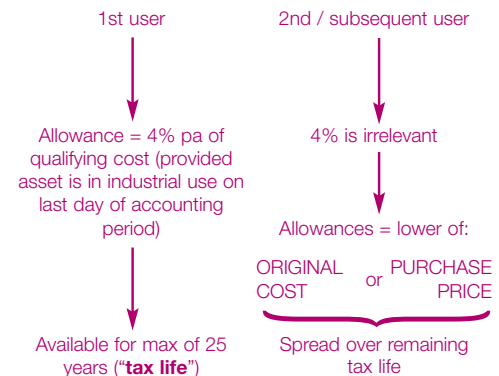 1st user
Allowance = 4% pa of
qualifying cost (provided
asset is in industrial use on
last day of accounting
period)
Available for max of 25
years (“tax life”)
2nd / subsequent user
4% is irrelevant
Allowances = lower of:
ORIGINAL COST or PURCHASE PRICE
Spread over remaining
tax life